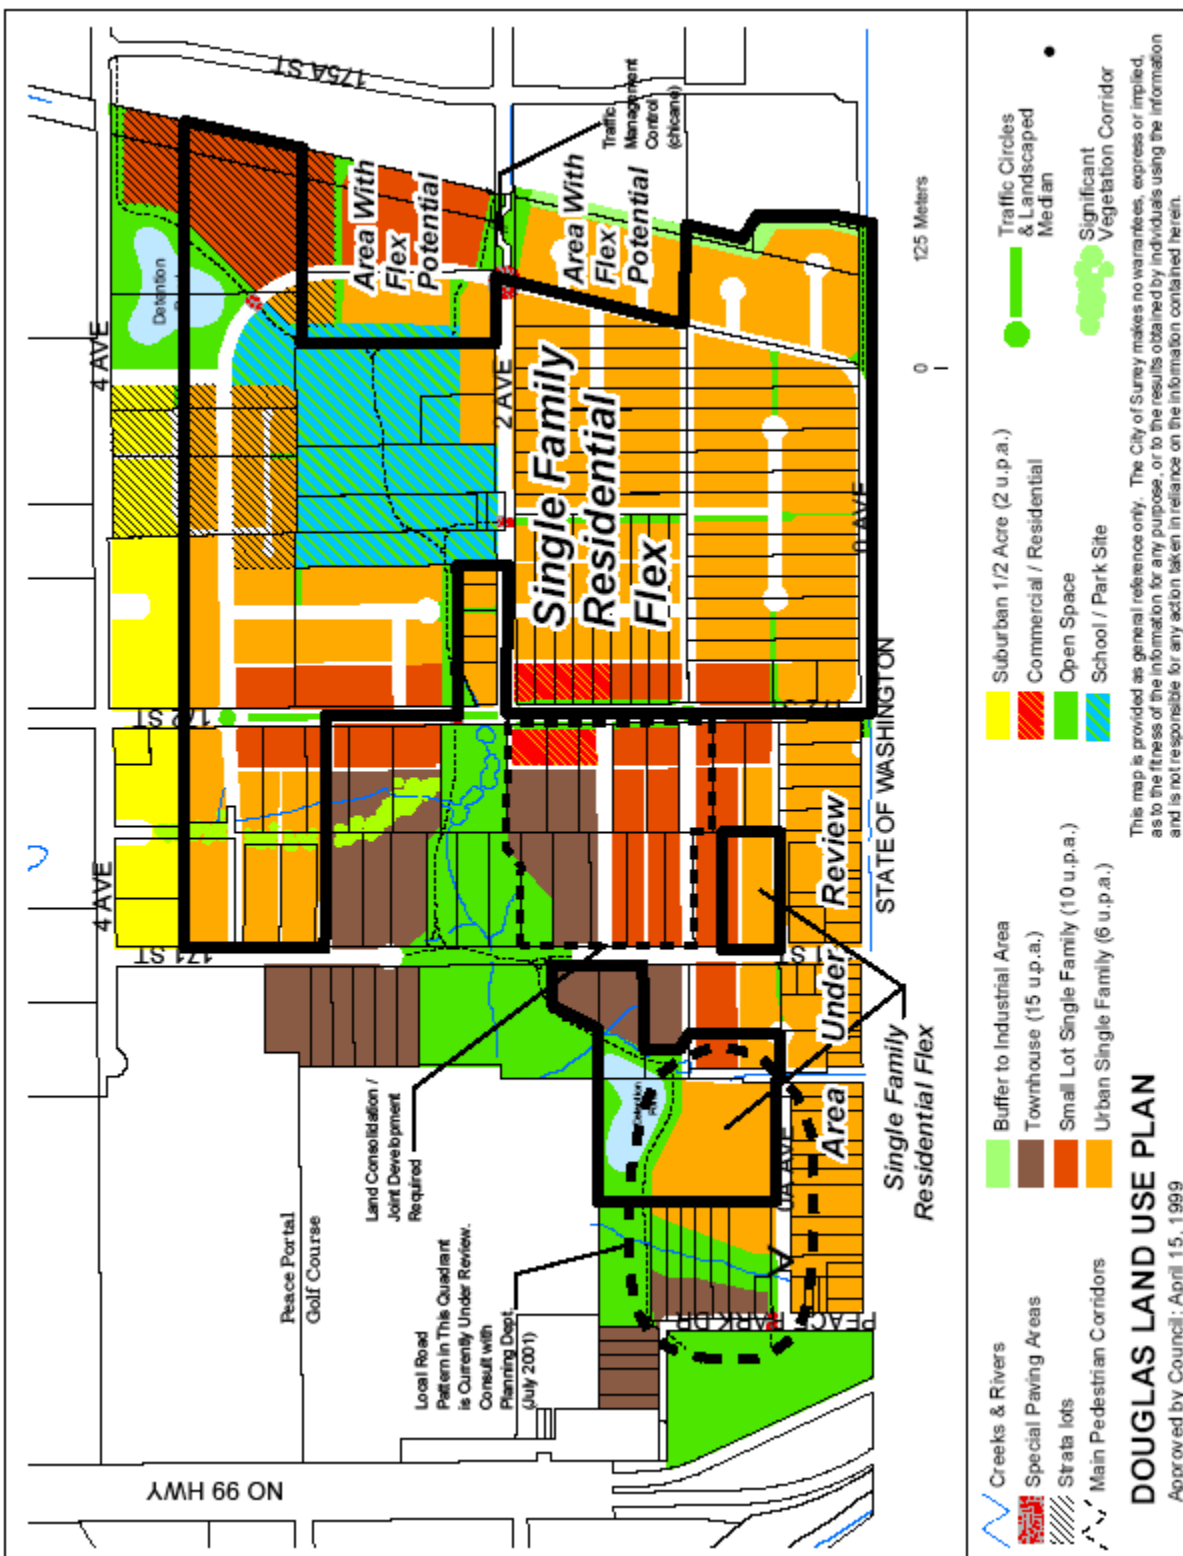 4 AVE
4 AVE
175A ST
172 ST
171 ST
2 AVE
0 AVE
0A AVE
PEACE PARK DR
NO 99 HWY
Detention
Detention
Area With
Flex
Potential
Area With
Flex
Potential
Traffic
Management
Control
(chicane)
Single Family
Residential
Flex
Peace Portal
Golf Course
Land Consolidation /
Joint Development
Required
Local Road
Pattern in This Quadrant
is Currently Under Review.
Consult with
Planning Dept.
(July 2001)
Area Under Review
Single Family
Residential Flex
STATE OF WASHINGTON
0
125 Meters
Creeks & Rivers
Special Paving Areas
Strata lots
Main Pedestrian Corridors
Buffer to Industrial Area
Townhouse (15 u.p.a.)
Small Lot Single Family (10 u.p.a.)
Urban Single Family (6 u.p.a.)
Suburban 1/2 Acre (2 u.p.a.)
Commercial / Residential
Open Space
School / Park Site
Traffic Circles
& Landscaped
Median
Significant
Vegetation Corridor
DOUGLAS LAND USE PLAN
Approved by Council: April 15, 1999
This map is provided as general reference only. The City of Surrey makes no warrantees, express or implied,
as to the fitness of the information for any purpose, or to the results obtained by individuals using the information
and is not responsible for any action taken in reliance on the information contained herein.